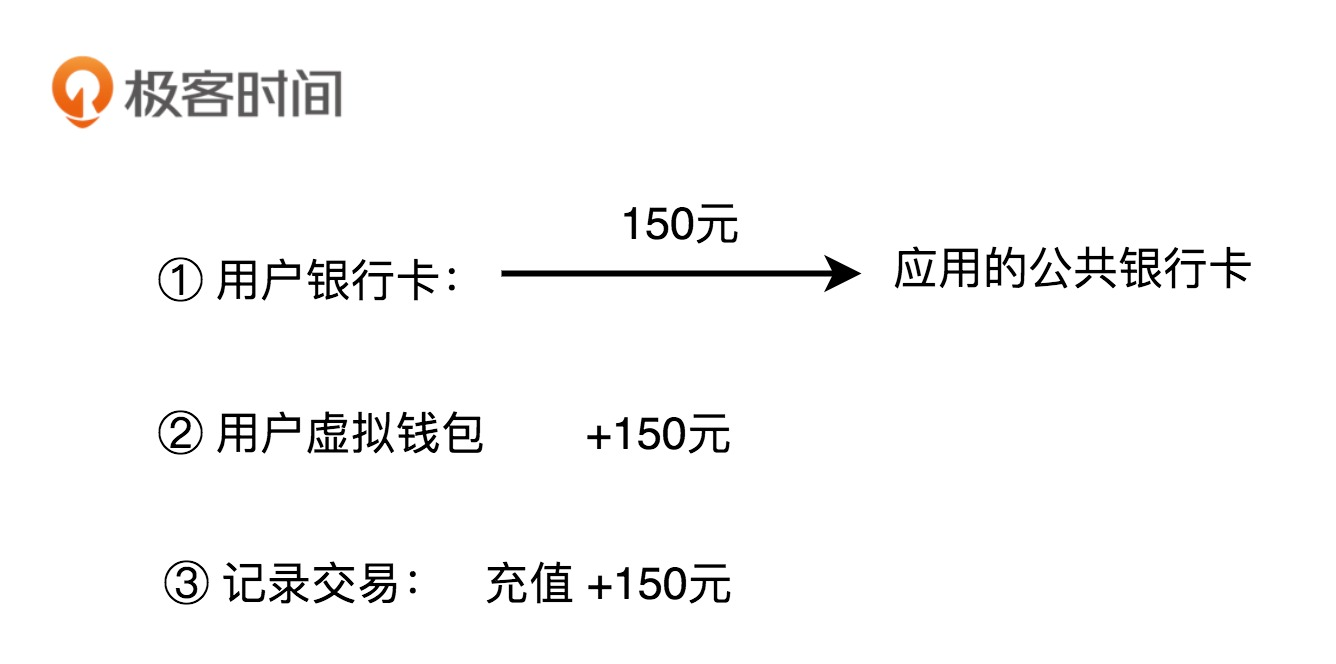 极客时间
150元
① 用户银行卡： 应用的公共银行卡
② 用户虚拟钱包 +150元
③ 记录交易： 充值 +150元